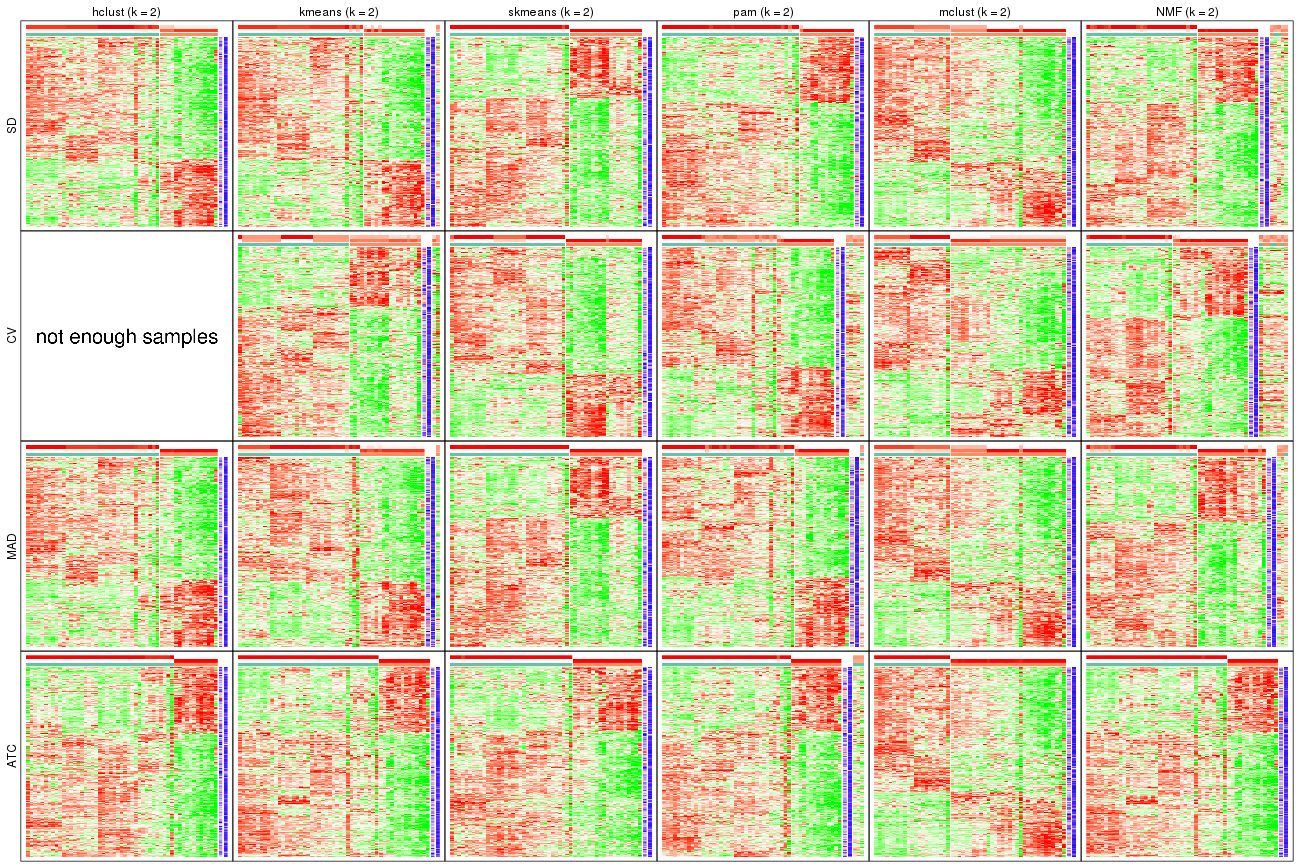 hclust (k = 2) kmeans (k = 2) skmeans (k = 2) pam (k = 2) mclust (k = 2) NMF (k = 2)
SD
CV
not enough samples
MAD
ATC